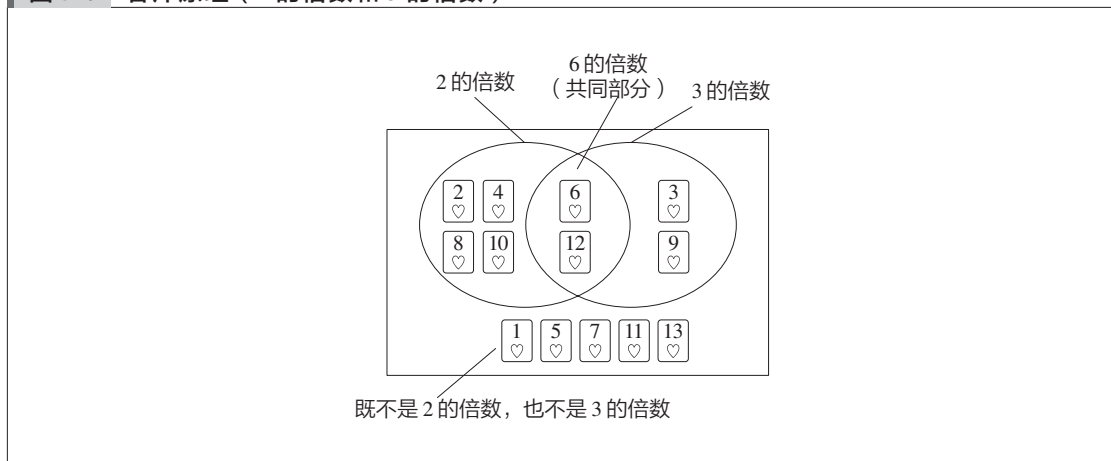 6的倍数
2的倍数 （共同部分） 3的倍数
2 4 6 3
8 10 12 9
1 5 7 11 13
既不是2的倍数，也不是3的倍数